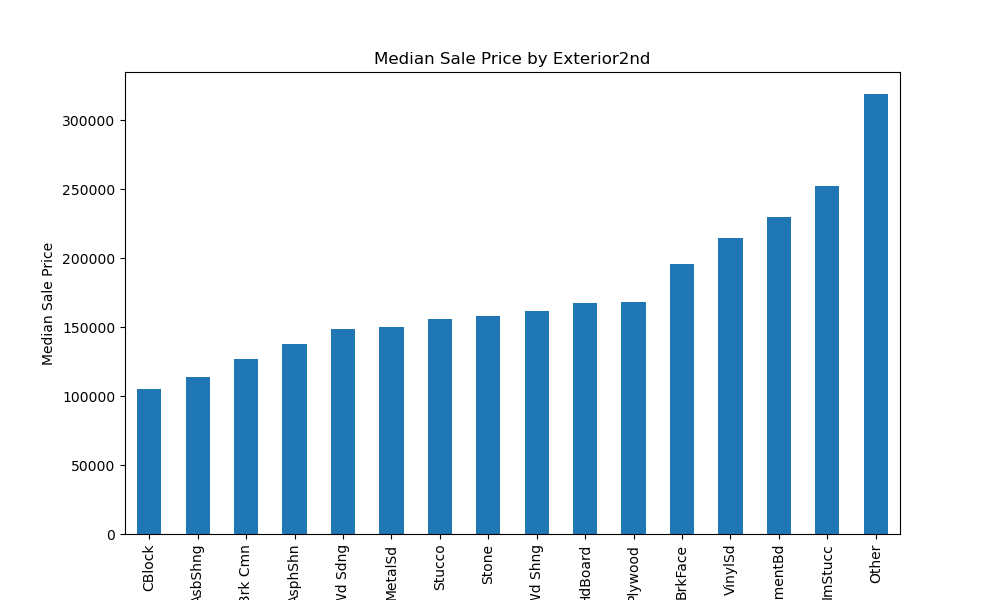 Median Sale Price by Exterior2nd
Median Sale Price
300000
250000
200000
150000
100000
50000
0
CBlock
AsbShng
Brk Cmn
AsphShn
Wd Sdng
MetalSd
Stucco
Stone
Wd Shng
HdBoard
Plywood
BrkFace
VinylSd
mentBd
ImStucc
Other